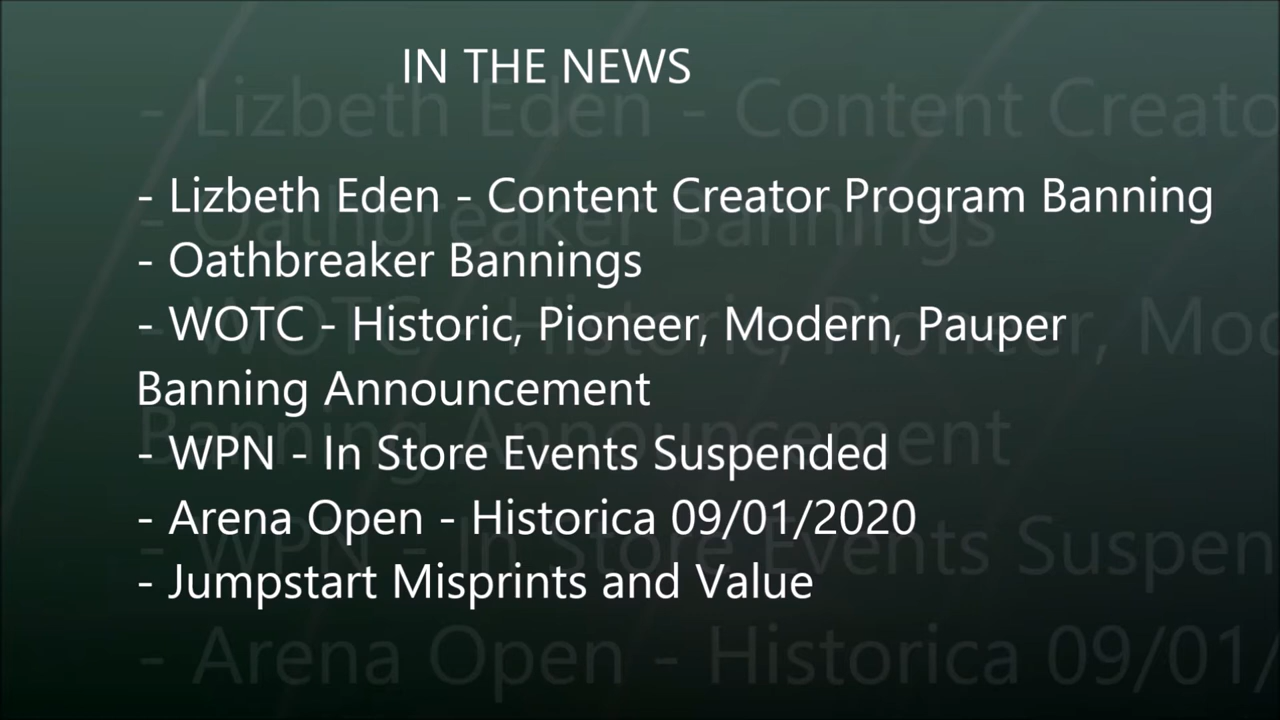 IN THE NEWS
- Lizbeth Eden - Content Creator Program Banning
- Oathbreaker Bannings
- WOTC - Historic, Pioneer, Modern, Pauper
Banning Announcement
- WPN - In Store Events Suspended
- Arena Open - Historica 09/01/2020
- Jumpstart Misprints and Value